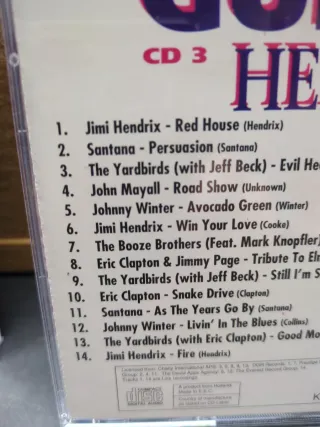 CD 3
1. Jimi Hendrix - Red House (Hendrix)
2. Santana - Persuasion (Santana)
3. The Yardbirds (with Jeff Beck) - Evil
4. John Mayall - Road Show (Unknown)
5. Johnny Winter - Avocado Green (Winter)
6. Jimi Hendrix - Win Your Love (Cooke)
7. The Booze Brothers (Feat. Mark Knopfler)
8. Eric Clapton & Jimmy Page - Tribute To
9. The Yardbirds (with Jeff Beck) - Still I'm
10. Eric Clapton - Snake Drive (Clapton)
11. Santana - As The Years Go By (Santana)
12. Johnny Winter - Livin' In The Blues (Collins)
13. The Yardbirds (with Eric Clapton) - Good
14. Jimi Hendrix - Fire (Hendrix)
COMPACT
disc
DIGITAL AUDIO